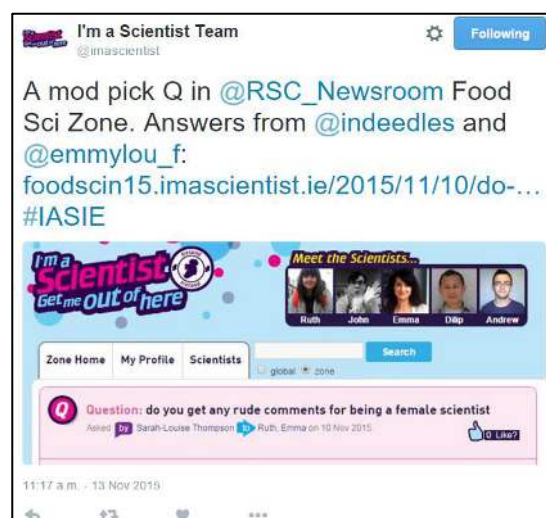 I'm a Scientist Team
@imascientist
Following
A mod pick Q in @RSC_Newsroom Food
Sci Zone. Answers from @indeedles and
@emmylou_f:
foodscin15.imascientist.ie/2015/11/10/do-...
#IASIE
I'm a
Scientist
Get me out of here
Meet the Scientists...
Ruth John Emma Dilip Andrew
Zone Home My Profile Scientists
Search
global zone
Q Question: do you get any rude comments for being a female scientist
Asked by Sarah-Louise Thompson to Ruth, Emma on 10 Nov 2015.
0 Like?
11:17 a.m. - 13 Nov 2015